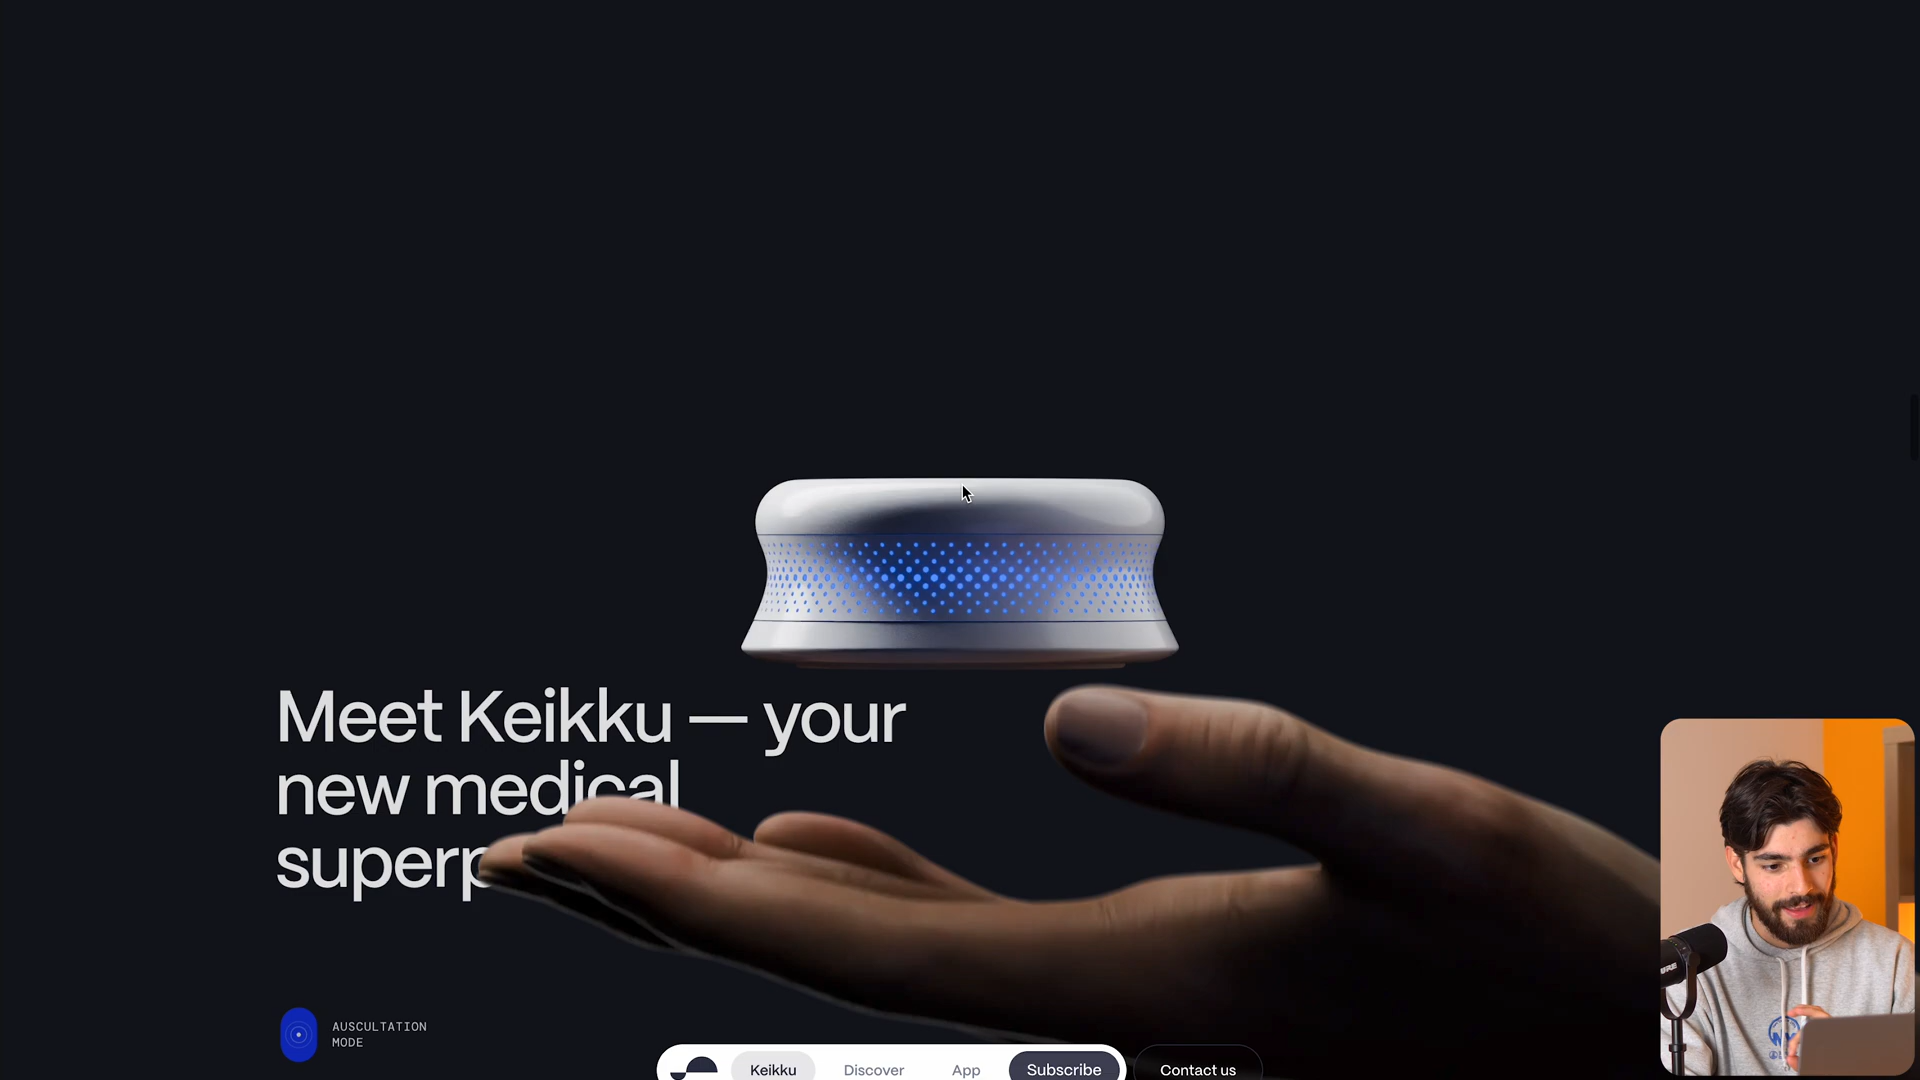 Meet Keikku — your
new medical
superp
AUSCULTATION
MODE
Keikku
Discover
App
Subscribe
Contact us